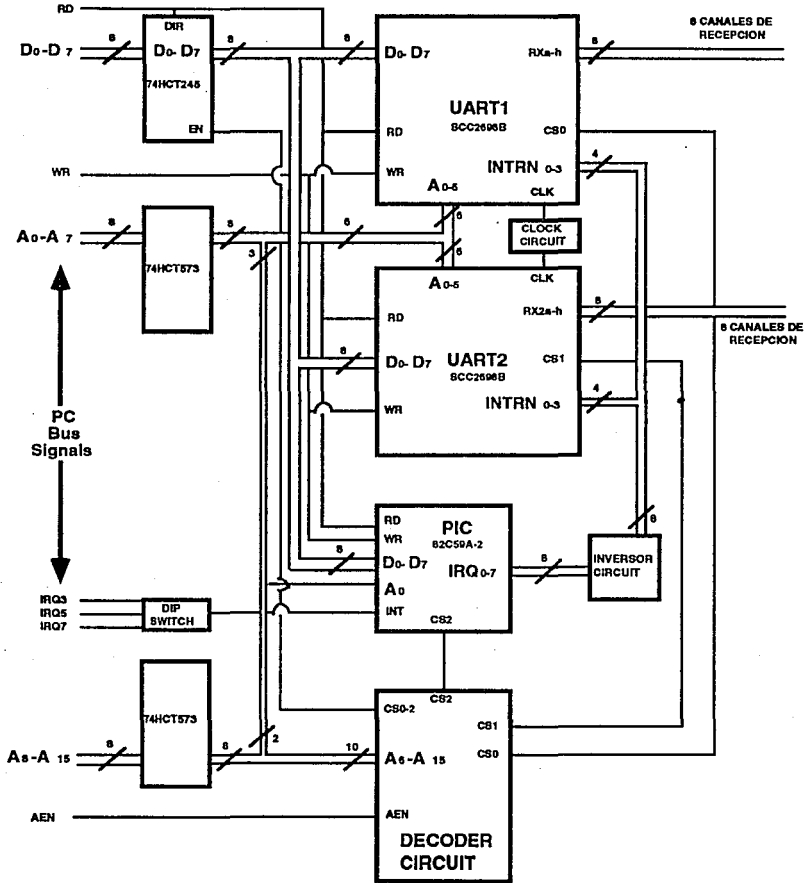 RD
DIR
D0-D7
8
D0-D7
8
8
D0-D7
RXa-h
8
8 CANALES DE
RECEPCION
74HCT245
UART1
SCC2698B
EN
RD
CS0
WR
WR
INTRN 0-3
4
A0-5
CLK
A0-A7
8
8
6
6
CLOCK
CIRCUIT
74HCT573
3
6
A0-5
CLK
RX2a-h
8
8 CANALES DE
RECEPCION
RD
8
D0-D7
UART2
SCC2698B
CS1
WR
INTRN 0-3
4
PC
Bus
Signals
RD
PIC
8
WR
82C59A-2
8
D0-D7
IRQ0-7
8
INVERSOR
CIRCUIT
A0
IRQ3
IRQ5
IRQ7
DIP
SWITCH
INT
CS2
CS2
74HCT573
CS0-2
CS1
2
A8-A15
8
8
10
A6-A15
CS0
AEN
AEN
DECODER
CIRCUIT